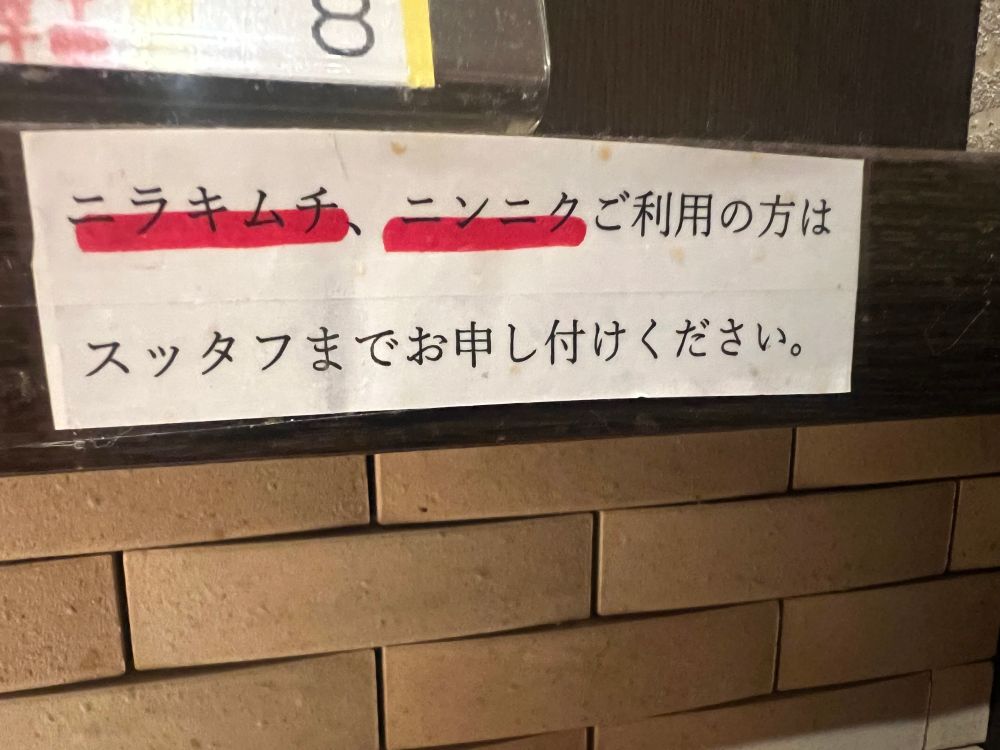 8
ニラキムチ、ニンニクご利用の方は
スッタフまでお申し付けください。